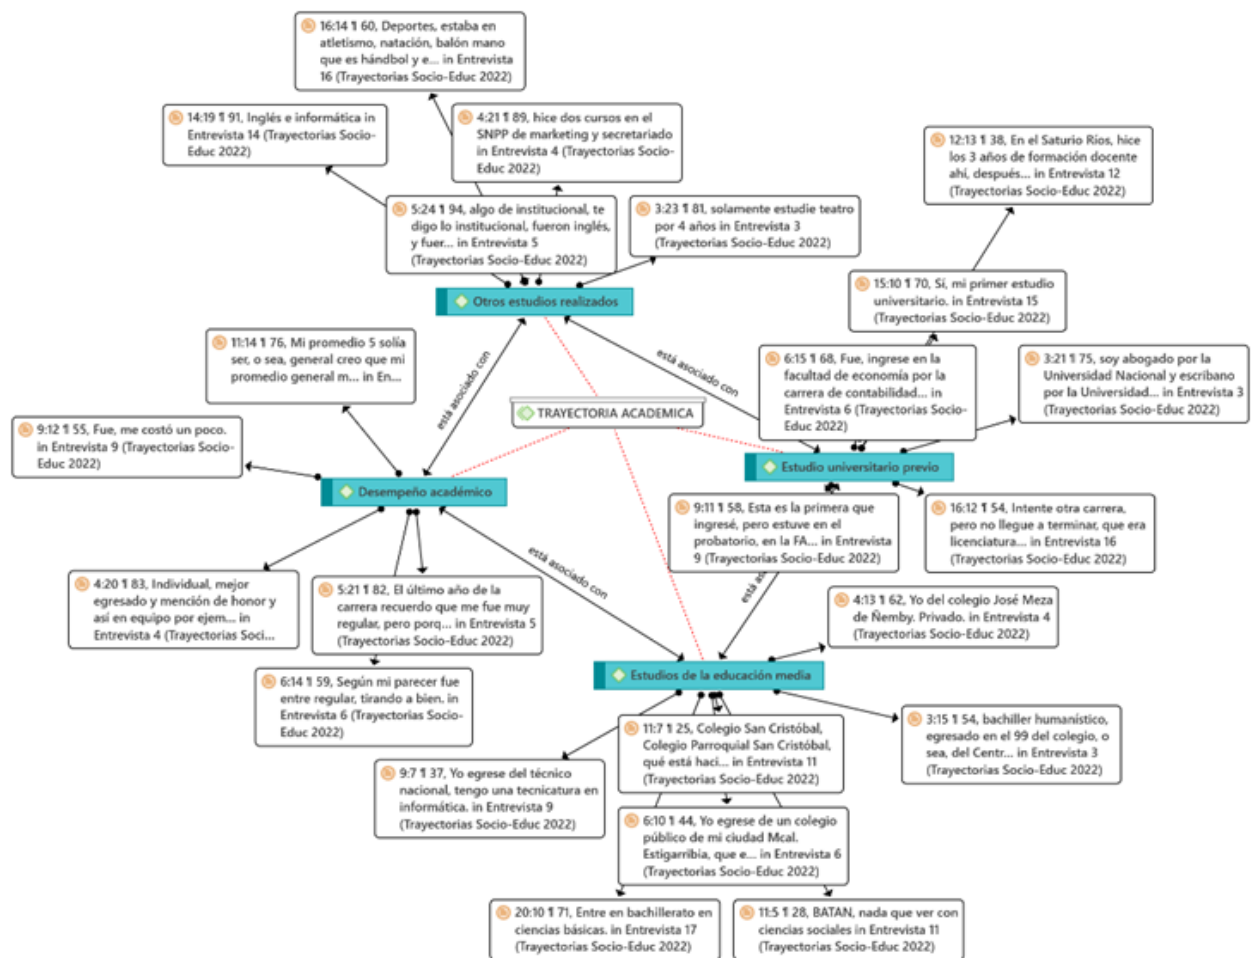 16:14 ¶ 60, Deportes, estaba en
atletismo, natación, balón mano
que es hándbol y e... in Entrevista
16 (Trayectorias Socio-Educ 2022)
14:19 ¶ 91, Inglés e informática in
Entrevista 14 (Trayectorias Socio-
Educ 2022)
4:21 ¶ 89, hice dos cursos en el
SNPP de marketing y secretariado
in Entrevista 4 (Trayectorias Socio-
Educ 2022)
12:13 ¶ 38, En el Saturio Ríos, hice
los 3 años de formación docente
ahí, después... in Entrevista 12
(Trayectorias Socio-Educ 2022)
5:24 ¶ 94, algo de institucional, te
digo lo institucional, fueron inglés,
y fuer... in Entrevista 5
(Trayectorias Socio-Educ 2022)
3:23 ¶ 81, solamente estudie teatro
por 4 años in Entrevista 3
(Trayectorias Socio-Educ 2022)
Otros estudios realizados
15:10 ¶ 70, Sí, mi primer estudio
universitario. in Entrevista 15
(Trayectorias Socio-Educ 2022)
11:14 ¶ 76, Mi promedio 5 solía
ser, o sea, general creo que mi
promedio general m... in En...
está asociado con
está asociado con
6:15 ¶ 68, Fue, ingrese en la
facultad de economía por la
carrera de contabilidad...
in Entrevista 6 (Trayectorias Socio-
Educ 2022)
3:21 ¶ 75, soy abogado por la
Universidad Nacional y escribano
por la Universidad... in Entrevista 3
(Trayectorias Socio-Educ 2022)
TRAYECTORIA ACADEMICA
9:12 ¶ 55, Fue, me costó un poco.
in Entrevista 9 (Trayectorias Socio-
Educ 2022)
Estudio universitario previo
Desempeño académico
9:11 ¶ 58, Esta es la primera que
ingresé, pero estuve en el
probatorio, en la FA... in Entrevista
9 (Trayectorias Socio-Educ 2022)
16:12 ¶ 54, Intente otra carrera,
pero no llegue a terminar, que era
licenciatura... in Entrevista 16
(Trayectorias Socio-Educ 2022)
está asociado con
está as
4:20 ¶ 83, Individual, mejor
egresado y mención de honor y
así en equipo por ejem... in
Entrevista 4 (Trayectorias Soci...
5:21 ¶ 82, El último año de la
carrera recuerdo que me fue muy
regular, pero porq... in Entrevista 5
(Trayectorias Socio-Educ 2022)
4:13 ¶ 62, Yo del colegio José Meza
de Ñemby. Privado. in Entrevista 4
(Trayectorias Socio-Educ 2022)
Estudios de la educación media
6:14 ¶ 59, Según mi parecer fue
entre regular, tirando a bien. in
Entrevista 6 (Trayectorias Socio-
Educ 2022)
11:7 ¶ 25, Colegio San Cristóbal,
Colegio Parroquial San Cristóbal,
qué está haci... in Entrevista 11
(Trayectorias Socio-Educ 2022)
3:15 ¶ 54, bachiller humanístico,
egresado en el 99 del colegio, o
sea, del Centr... in Entrevista 3
(Trayectorias Socio-Educ 2022)
9:7 ¶ 37, Yo egrese del técnico
nacional, tengo una tecnicatura en
informática. in Entrevista 9
(Trayectorias Socio-Educ 2022)
6:10 ¶ 44, Yo egrese de un colegio
público de mi ciudad Mcal.
Estigarribia, que e... in Entrevista 6
(Trayectorias Socio-Educ 2022)
20:10 ¶ 71, Entre en bachillerato en
ciencias básicas. in Entrevista 17
(Trayectorias Socio-Educ 2022)
11:5 ¶ 28, BATAN, nada que ver con
ciencias sociales in Entrevista 11
(Trayectorias Socio-Educ 2022)